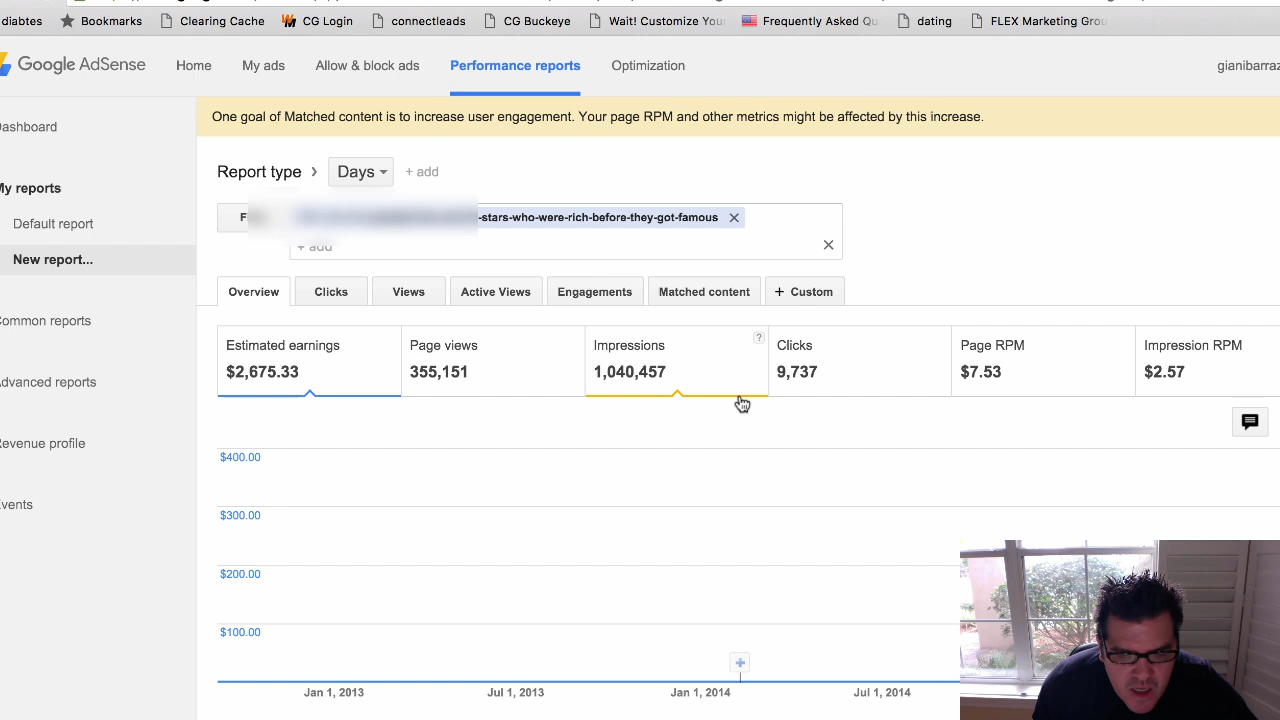 diabetes Bookmarks Clearing Cache CG Login connectleads CG Buckeye Wait! Customize You Frequently Asked Qu dating FLEX Marketing Grou
Google AdSense Home My ads Allow & block ads Performance reports Optimization gianibarraz
One goal of Matched content is to increase user engagement. Your page RPM and other metrics might be affected by this increase.
Dashboard
My reports
Default report
New report...
Common reports
Advanced reports
Revenue profile
Events
Report type › Days + add
-stars-who-were-rich-before-they-got-famous
+ add
Overview Clicks Views Active Views Engagements Matched content + Custom
Estimated earnings Page views Impressions ? Clicks Page RPM Impression RPM
$2,675.33 355,151 1,040,457 9,737 $7.53 $2.57
$400.00
$300.00
$200.00
$100.00
Jan 1, 2013 Jul 1, 2013 Jan 1, 2014 Jul 1, 2014